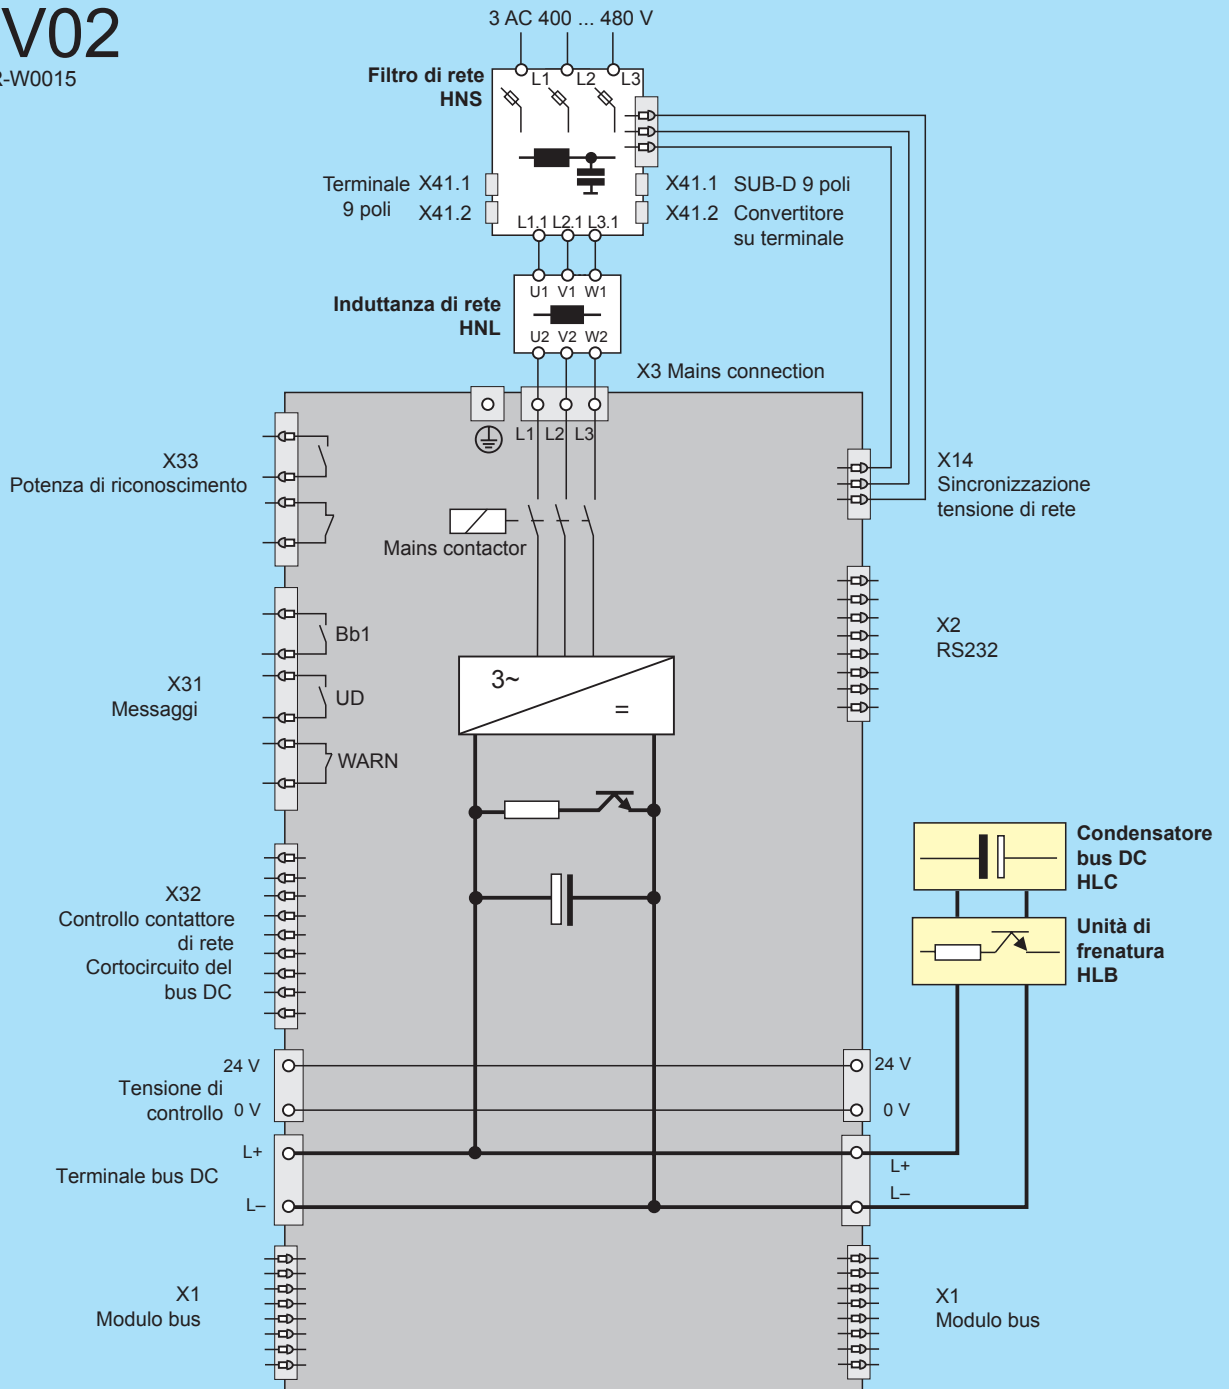 V02
R-W0015
3 AC 400 ... 480 V
Filtro di rete
HNS
L1 L2 L3
Terminale X41.1
9 poli X41.2
X41.1 SUB-D 9 poli
X41.2 Convertitore
su terminale
L1.1 L2.1 L3.1
Induttanza di rete
HNL
U1 V1 W1
U2 V2 W2
X3 Mains connection
L1 L2 L3
X33
Potenza di riconoscimento
X14
Sincronizzazione
tensione di rete
Mains contactor
X31
Messaggi
Bb1
UD
WARN
X2
RS232
3~
=
X32
Controllo contattore
di rete
Cortocircuito del
bus DC
Condensatore
bus DC
HLC
Unità di
frenatura
HLB
24 V
Tensione di
controllo 0 V
24 V
0 V
L+
Terminale bus DC
L–
L+
L–
X1
Modulo bus
X1
Modulo bus